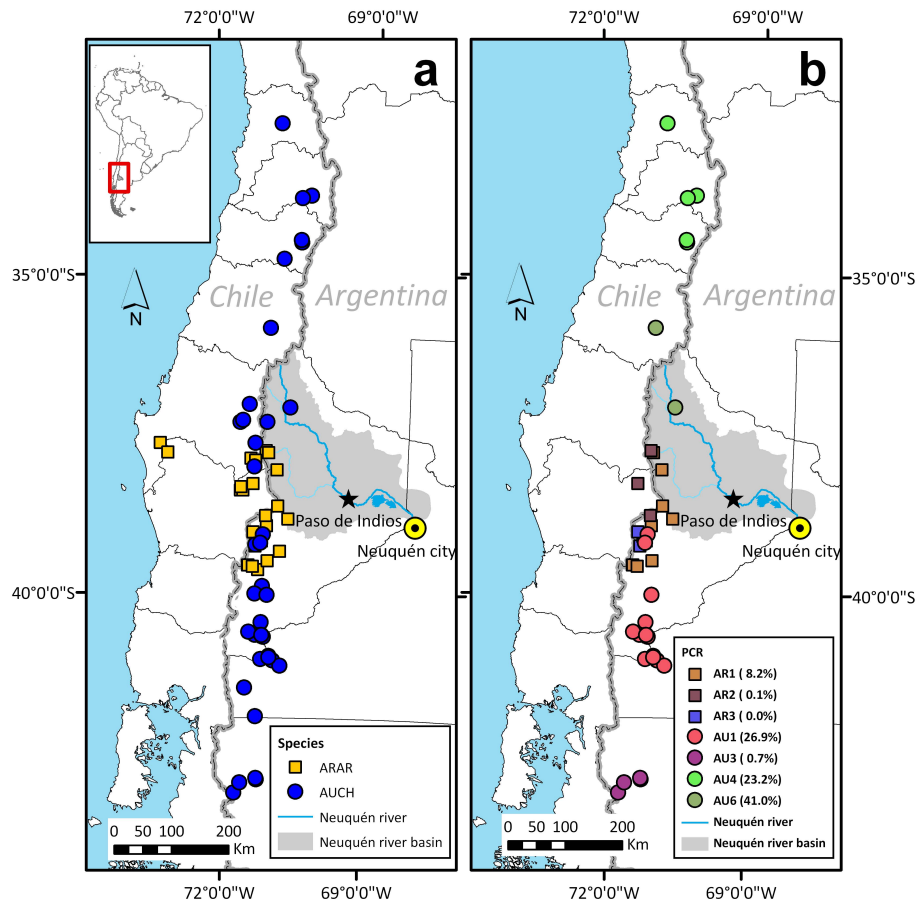 72°0'0"W 69°0'0"W 72°0'0"W 69°0'0"W
a
b
35°0'0"S
35°0'0"S
Chile Argentina
Chile Argentina
N
N
Paso de Indios
Neuquén city
Paso de Indios
Neuquén city
40°0'0"S
40°0'0"S
Species
ARAR
AUCH
Neuquén river
Neuquén river basin
0 50 100 200
Km
PCR
AR1 ( 8.2%)
AR2 ( 0.1%)
AR3 ( 0.0%)
AU1 (26.9%)
AU3 ( 0.7%)
AU4 (23.2%)
AU6 (41.0%)
Neuquén river
Neuquén river basin
0 50 100 200
Km
72°0'0"W 69°0'0"W 72°0'0"W 69°0'0"W